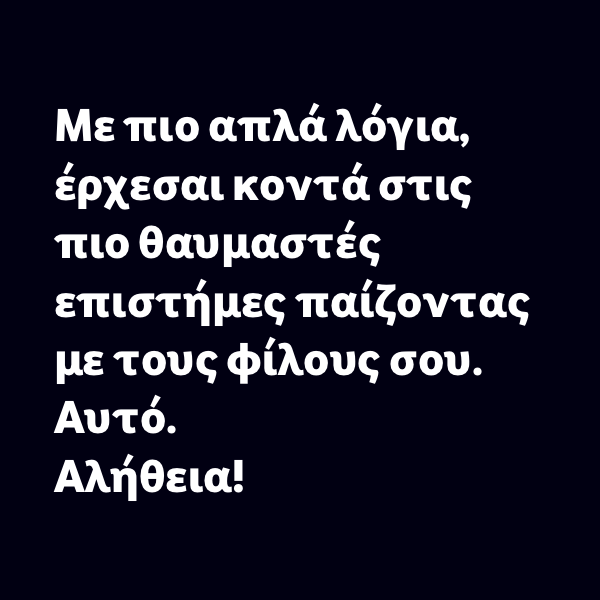 Με πιο απλά λόγια,
έρχεσαι κοντά στις
πιο θαυμαστές
επιστήμες παίζοντας
με τους φίλους σου.
Αυτό.
Αλήθεια!